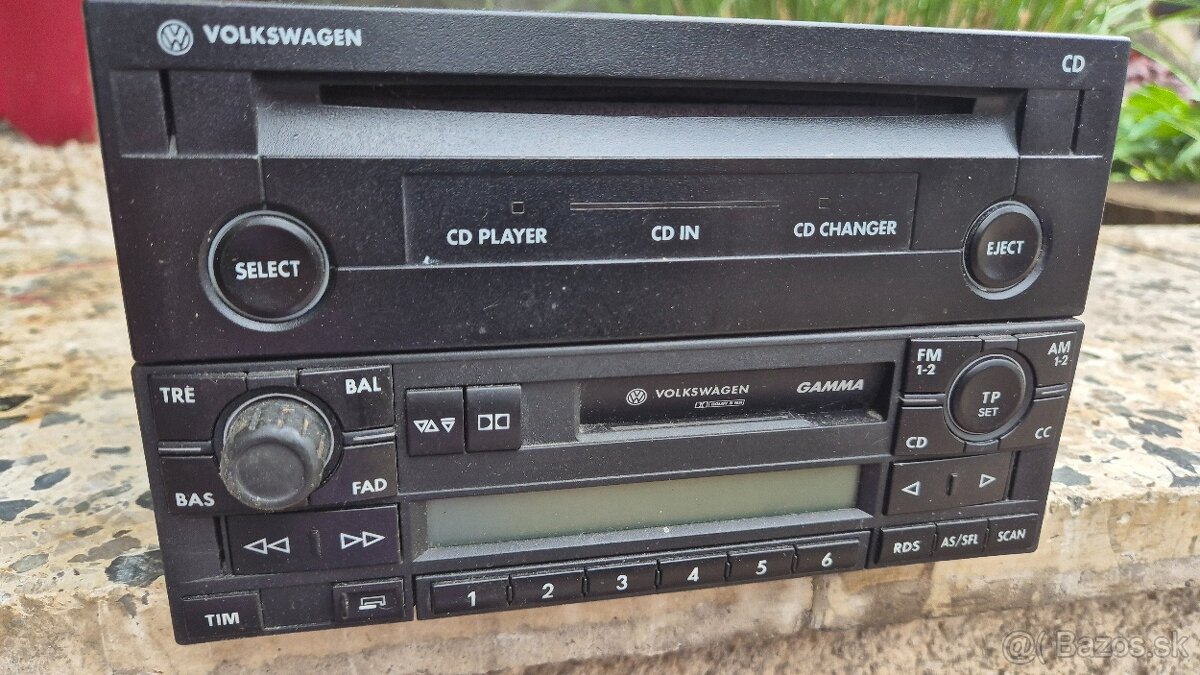 VOLKSWAGEN
CD
CD PLAYER CD IN CD CHANGER
SELECT
EJECT
TRE BAL
BAS FAD
VOLKSWAGEN GAMMA
FM 1-2
AM 1-2
TP SET
CD CC
RDS AS/SFL SCAN
1 2 3 4 5 6
TIM
Bazos.sk